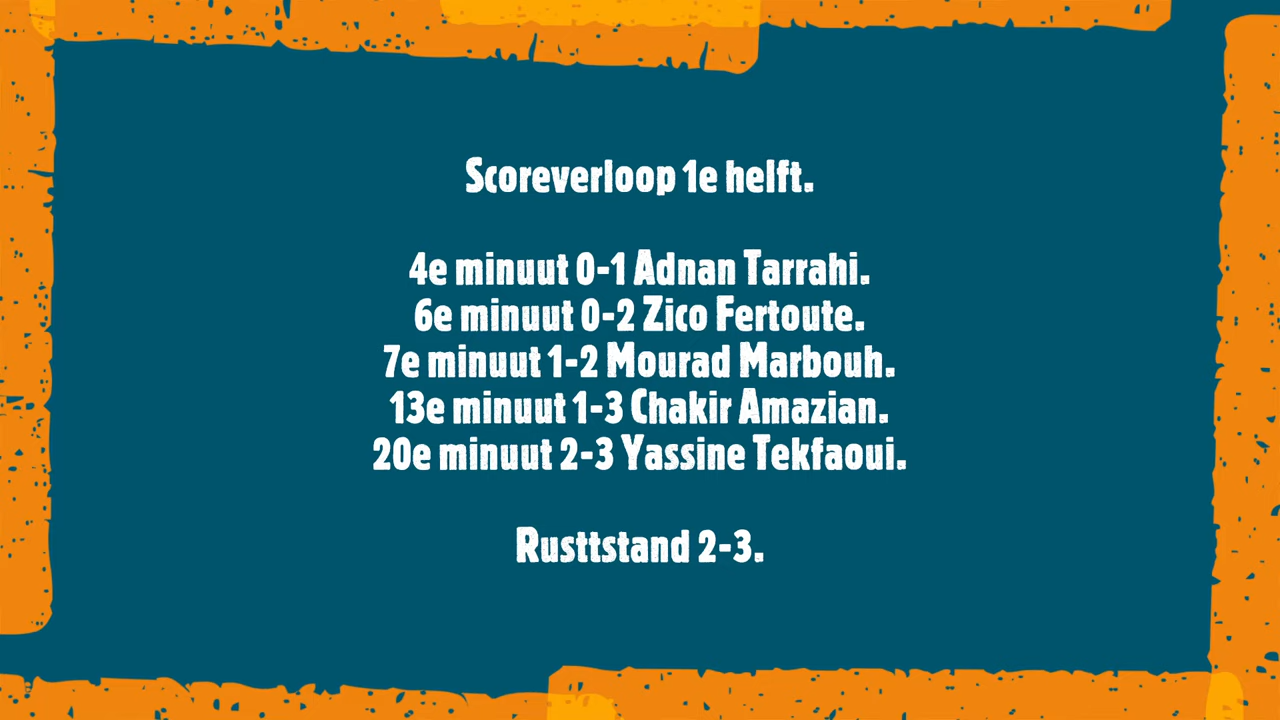 Scoreverloop 1e helft.
4e minuut 0-1 Adnan Tarrahi.
6e minuut 0-2 Zico Fertoute.
7e minuut 1-2 Mourad Marbouh.
13e minuut 1-3 Chakir Amazian.
20e minuut 2-3 Yassine Tekfaoui.
Rusttstand 2-3.